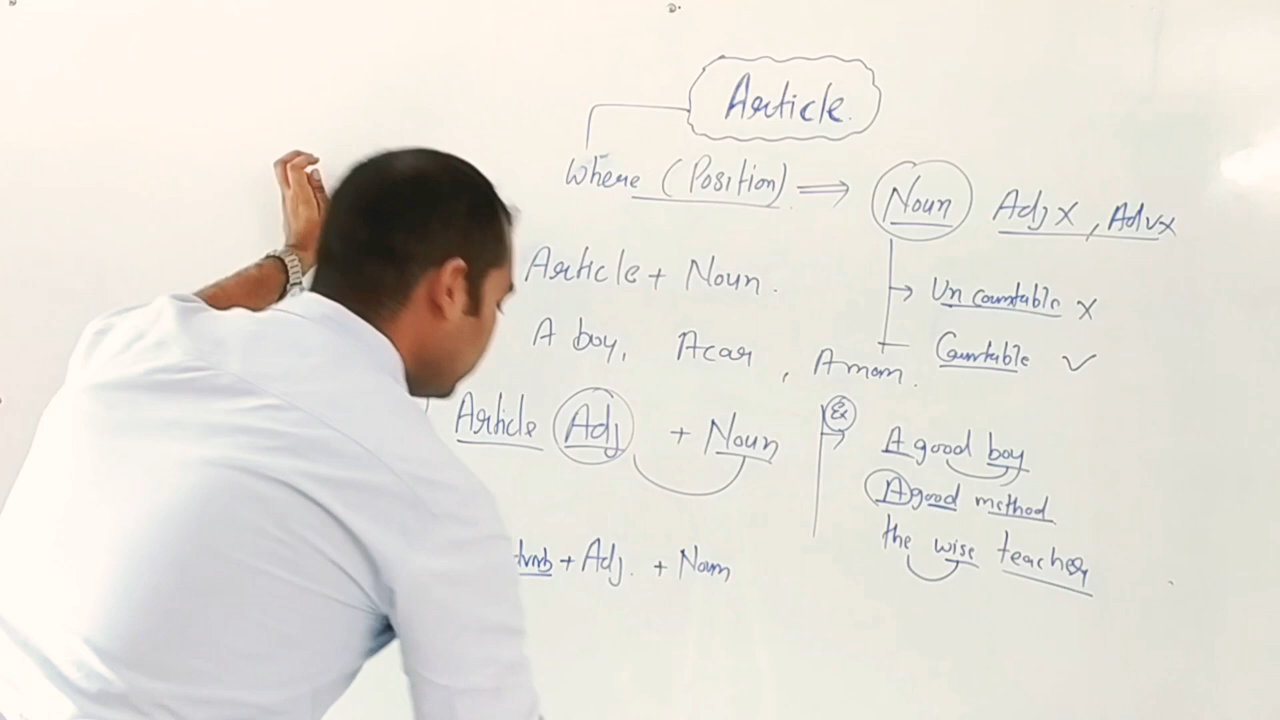 Article.
Where (Position) ⇒ Noun Adj x, Adv x
Article + Noun.
→ Uncountable x
Countable ✓
A boy, A car, A mom.
Article Adj + Noun
Ex
A good boy
A good method
the wise teacher
+ Adj. + Noun